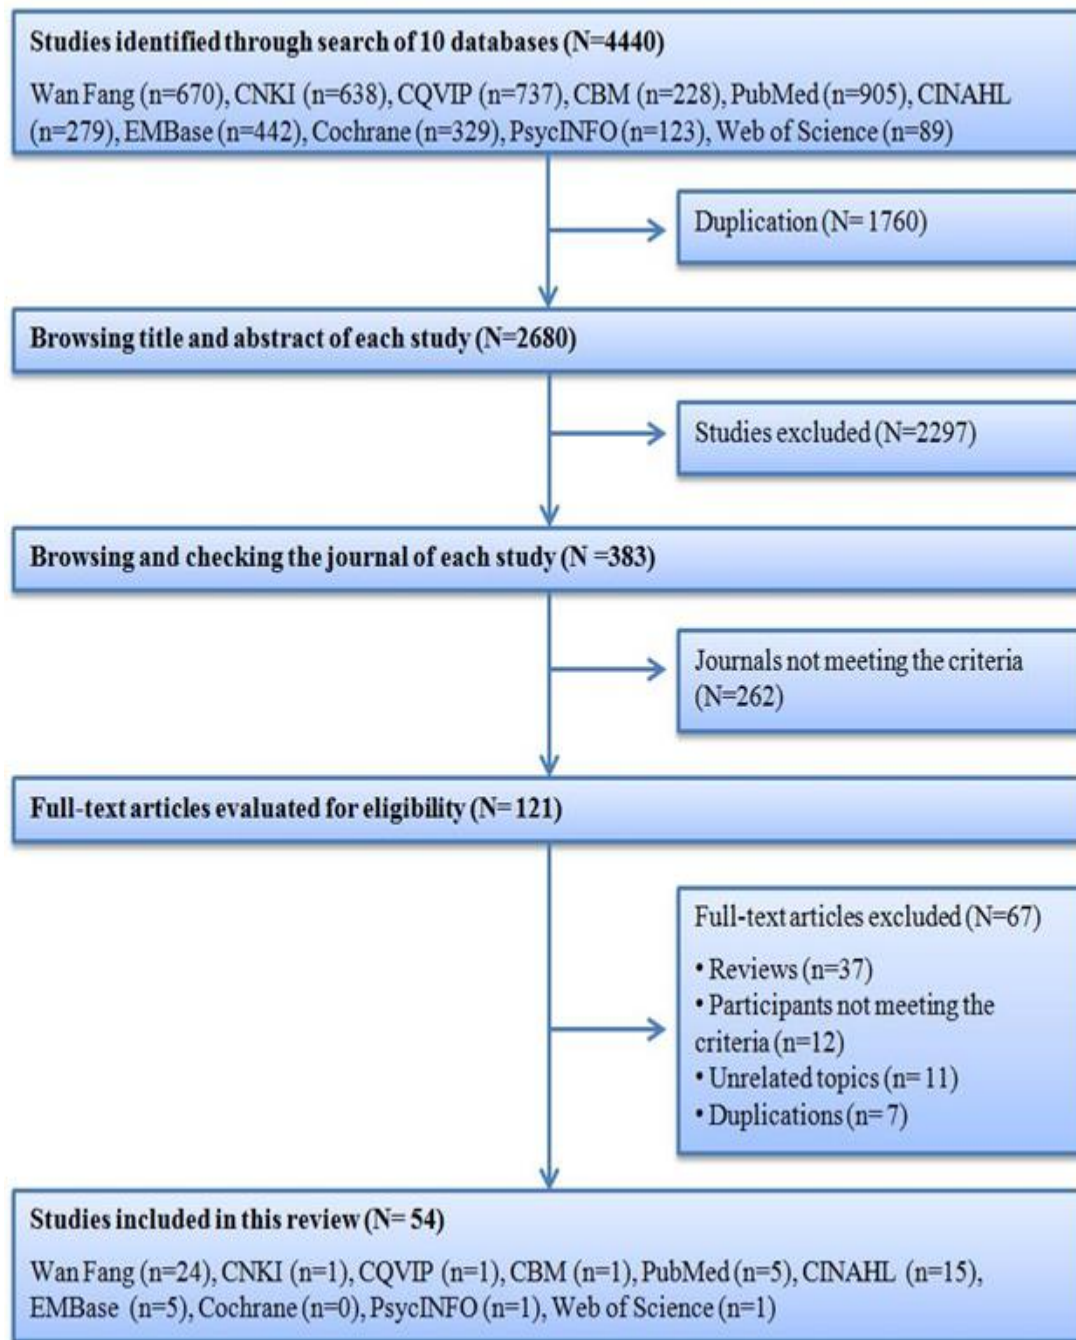 Studies identified through search of 10 databases (N=4440)
Wan Fang (n=670), CNKI (n=638), CQVIP (n=737), CBM (n=228), PubMed (n=905), CINAHL
(n=279), EMBase (n=442), Cochrane (n=329), PsycINFO (n=123), Web of Science (n=89)
Duplication (N= 1760)
Browsing title and abstract of each study (N=2680)
Studies excluded (N=2297)
Browsing and checking the journal of each study (N =383)
Journals not meeting the criteria
(N=262)
Full-text articles evaluated for eligibility (N= 121)
Full-text articles excluded (N=67)
• Reviews (n=37)
• Participants not meeting the
criteria (n=12)
• Unrelated topics (n= 11)
• Duplications (n= 7)
Studies included in this review (N= 54)
Wan Fang (n=24), CNKI (n=1), CQVIP (n=1), CBM (n=1), PubMed (n=5), CINAHL (n=15),
EMBase (n=5), Cochrane (n=0), PsycINFO (n=1), Web of Science (n=1)